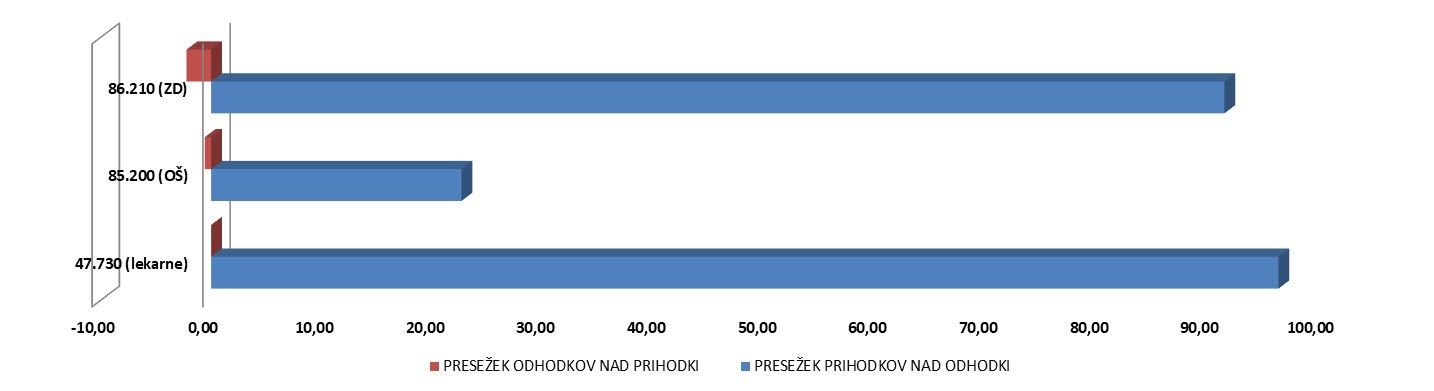 86.210 (ZD)
85.200 (OŠ)
47.730 (lekarne)
-10,00 0,00 10,00 20,00 30,00 40,00 50,00 60,00 70,00 80,00 90,00 100,00
PRESEŽEK ODHODKOV NAD PRIHODKI PRESEŽEK PRIHODKOV NAD ODHODKI